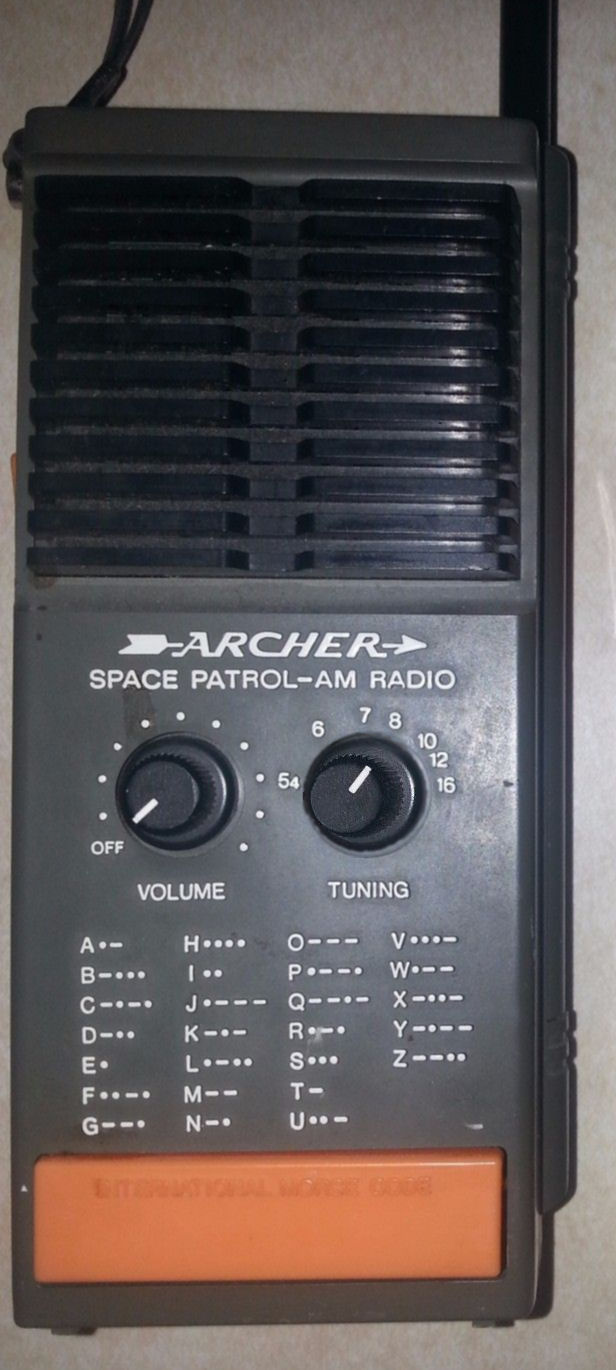 ARCHER
SPACE PATROL-AM RADIO
OFF
VOLUME
54 6 7 8 10 12 16
TUNING
A•– H•••• O––– V•••–
B–••• I•• P•––• W•––
C–•–• J•––– Q––•– X–••–
D–•• K–•– R•–• Y–•––
E• L•–•• S••• Z––••
F••–• M–– T–
G––• N–• U••–
INTERNATIONAL MORSE CODE